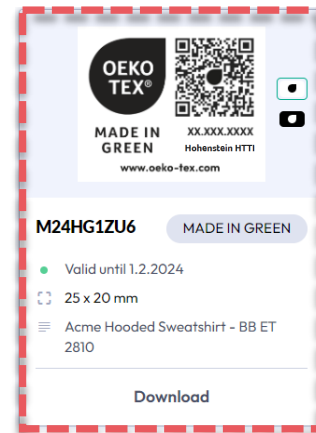 OEKO
TEX®
MADE IN
GREEN
XX.XXX.XXXX
Hohenstein HTTI
www.oeko-tex.com
M24HG1ZU6
MADE IN GREEN
Valid until 1.2.2024
25 x 20 mm
Acme Hooded Sweatshirt - BB ET
2810
Download